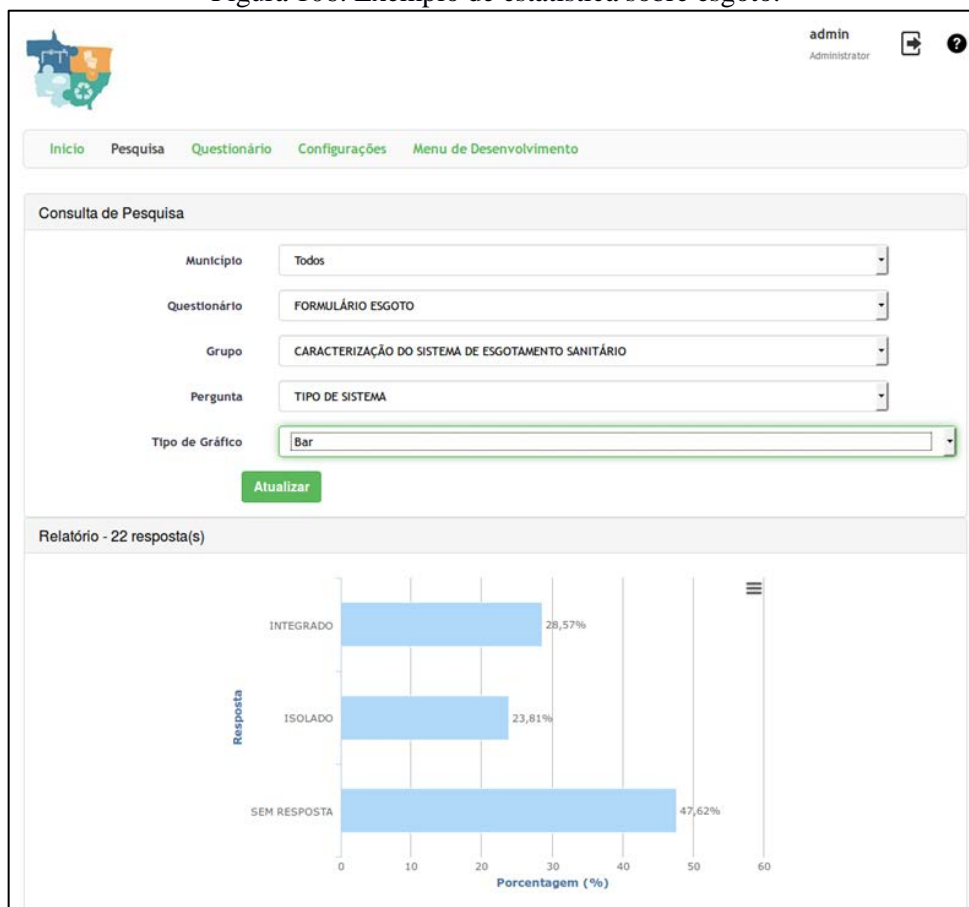 Figura 108: Exemplo de estatística sobre esgoto.
admin
Administrator
Inicio Pesquisa Questionário Configurações Menu de Desenvolvimento
Consulta de Pesquisa
Município Todos
Questionário FORMULÁRIO ESGOTO
Grupo CARACTERIZAÇÃO DO SISTEMA DE ESGOTAMENTO SANITÁRIO
Pergunta TIPO DE SISTEMA
Tipo de Gráfico Bar
Atualizar
Relatório - 22 resposta(s)
INTEGRADO 28,57%
Resposta
ISOLADO 23,81%
SEM RESPOSTA 47,62%
0 10 20 30 40 50 60
Porcentagem (%)